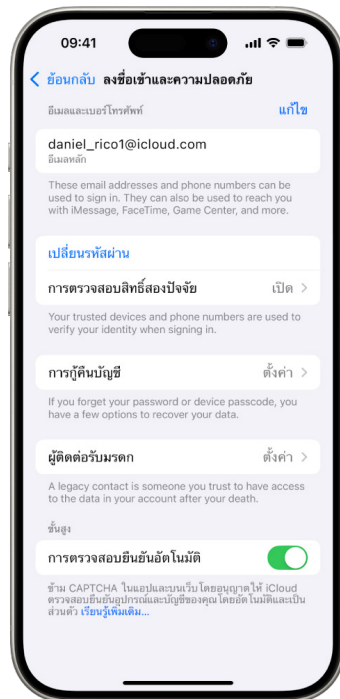 09:41
ย้อนกลับ ลงชื่อเข้าและความปลอดภัย
อีเมลและเบอร์โทรศัพท์ แก้ไข
daniel_rico1@icloud.com
อีเมลหลัก
These email addresses and phone numbers can be
used to sign in. They can also be used to reach you
with iMessage, FaceTime, Game Center, and more.
เปลี่ยนรหัสผ่าน
การตรวจสอบสิทธิ์สองปัจจัย เปิด
Your trusted devices and phone numbers are used to
verify your identity when signing in.
การกู้คืนบัญชี ตั้งค่า
If you forget your password or device passcode, you
have a few options to recover your data.
ผู้ติดต่อรับมรดก ตั้งค่า
A legacy contact is someone you trust to have access
to the data in your account after your death.
ขั้นสูง
การตรวจสอบยืนยันอัตโนมัติ
ข้าม CAPTCHA ในแอปและบนเว็บโดยอนุญาตให้ iCloud
ตรวจสอบยืนยันอุปกรณ์และบัญชีของคุณโดยอัตโนมัติและเป็น
ส่วนตัว เรียนรู้เพิ่มเติม...